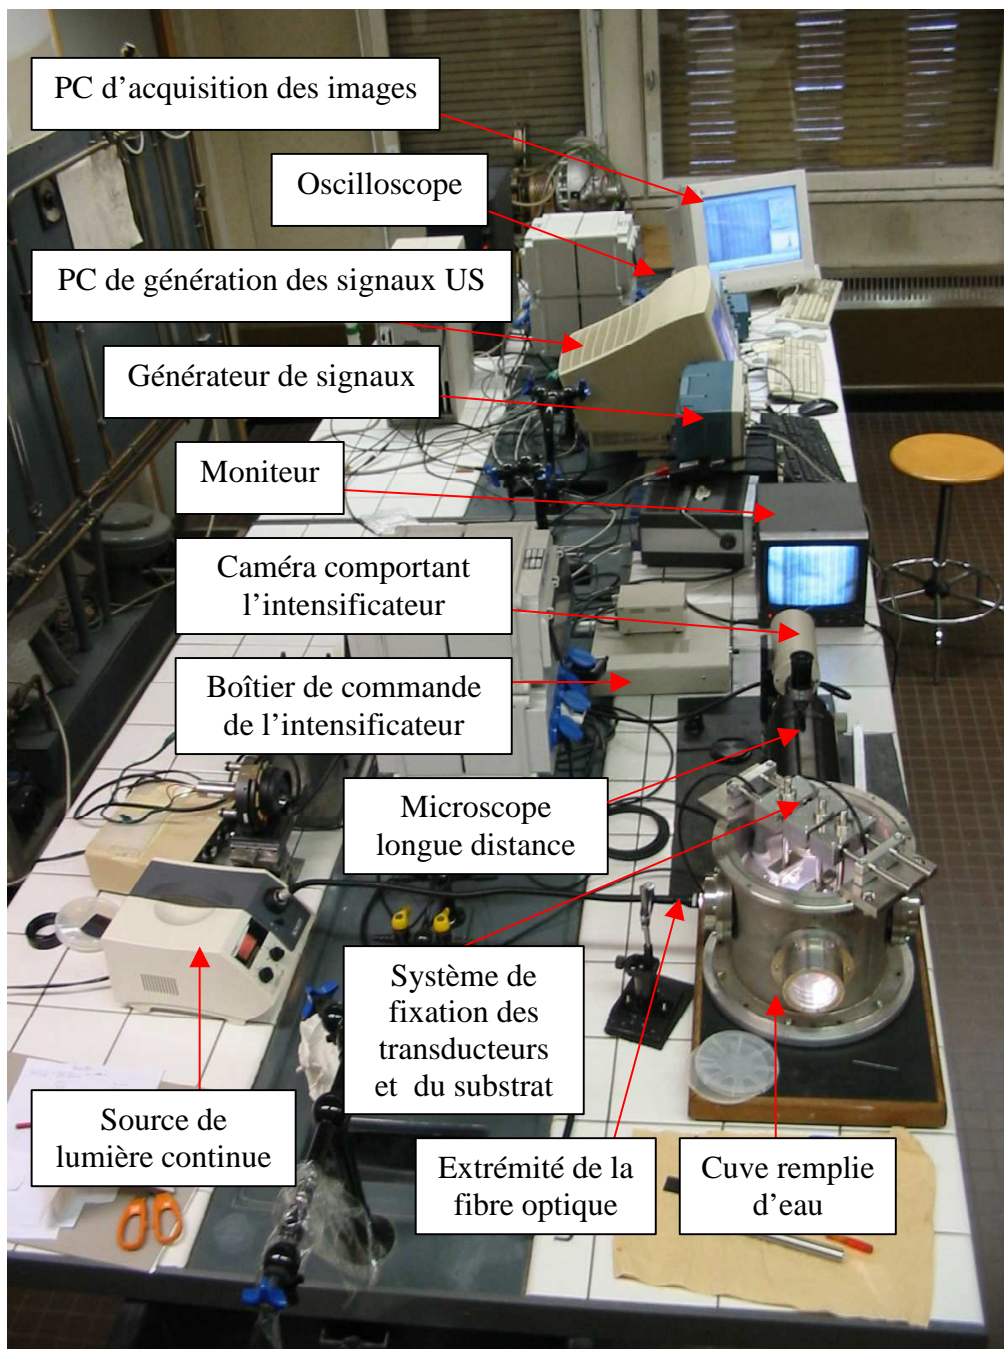 PC d'acquisition des images
Oscilloscope
PC de génération des signaux US
Générateur de signaux
Moniteur
Caméra comportant
l'intensificateur
Boîtier de commande
de l'intensificateur
Microscope
longue distance
Système de
fixation des
transducteurs
et du substrat
Source de
lumière continue
Extrémité de la
fibre optique
Cuve remplie
d'eau